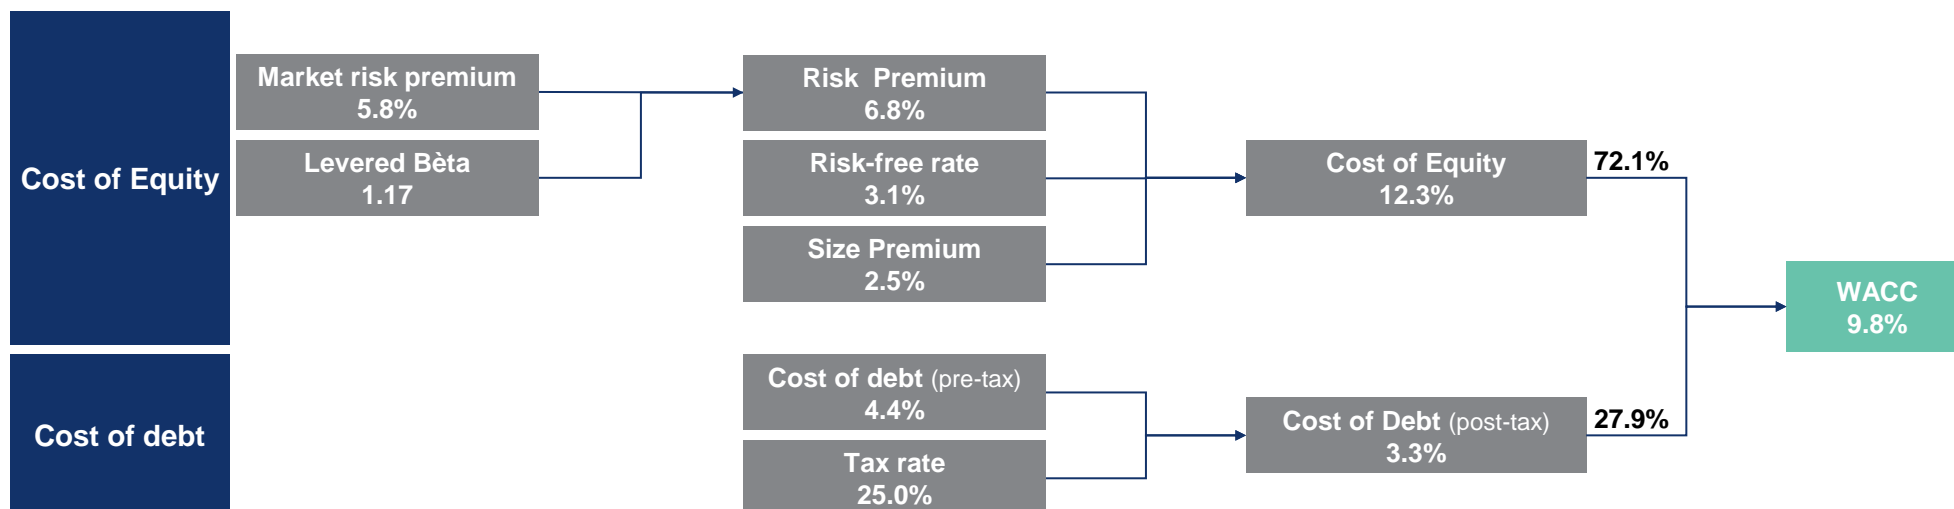 Cost of Equity
Market risk premium
5.8%
Levered Bèta
1.17
Risk Premium
6.8%
Risk-free rate
3.1%
Size Premium
2.5%
Cost of Equity
12.3%
72.1%
WACC
9.8%
Cost of debt
Cost of debt (pre-tax)
4.4%
Tax rate
25.0%
Cost of Debt (post-tax)
3.3%
27.9%